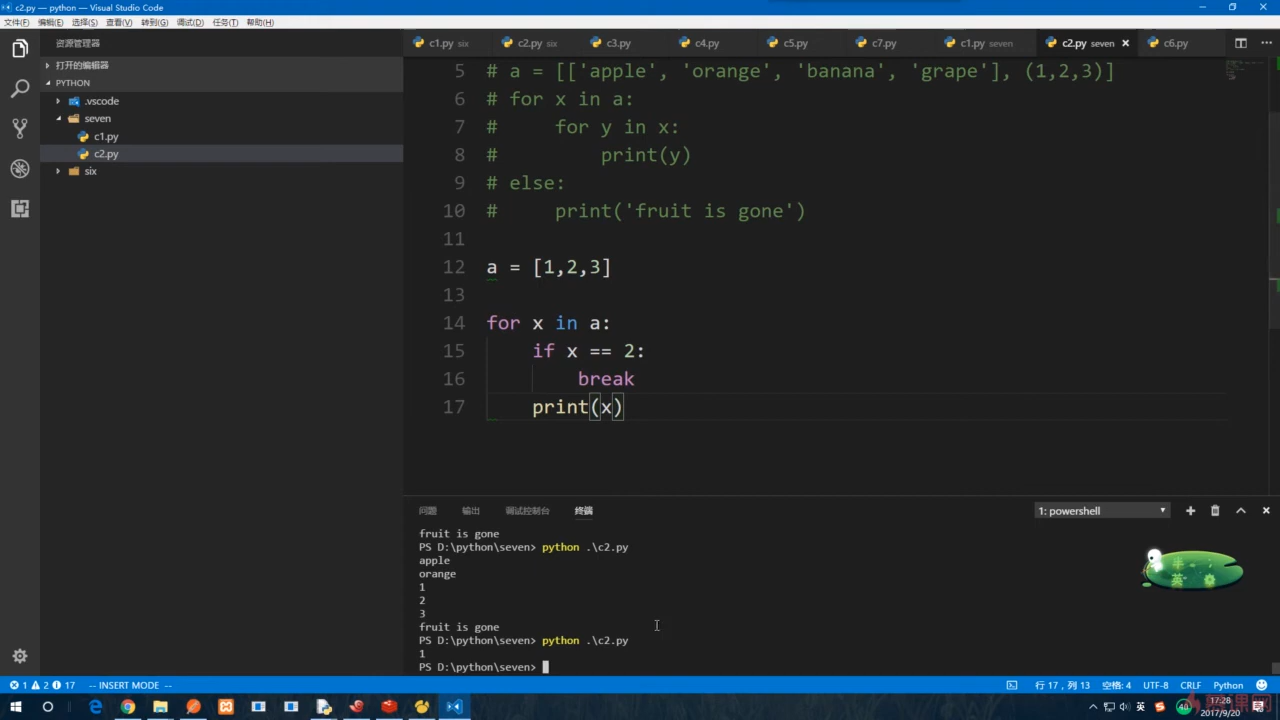 c2.py — python — Visual Studio Code
文件(F) 编辑(E) 选择(S) 查看(V) 转到(G) 调试(D) 任务(T) 帮助(H)
资源管理器
打开的编辑器
PYTHON
.vscode
seven
c1.py
c2.py
six
c1.py six
c2.py six
c3.py
c4.py
c5.py
c7.py
c1.py seven
c2.py seven
c6.py
5 # a = [['apple', 'orange', 'banana', 'grape'], (1,2,3)]
6 # for x in a:
7 #     for y in x:
8 #         print(y)
9 # else:
10 #     print('fruit is gone')
11
12 a = [1,2,3]
13
14 for x in a:
15     if x == 2:
16         break
17     print(x)
问题 输出 调试控制台 终端
1: powershell
fruit is gone
PS D:\python\seven> python .\c2.py
apple
orange
1
2
3
fruit is gone
PS D:\python\seven> python .\c2.py
1
PS D:\python\seven>
半
英
1 2 17 -- INSERT MODE --
行 17，列 13 空格: 4 UTF-8 CRLF Python
英
48
17:28
2017/9/20